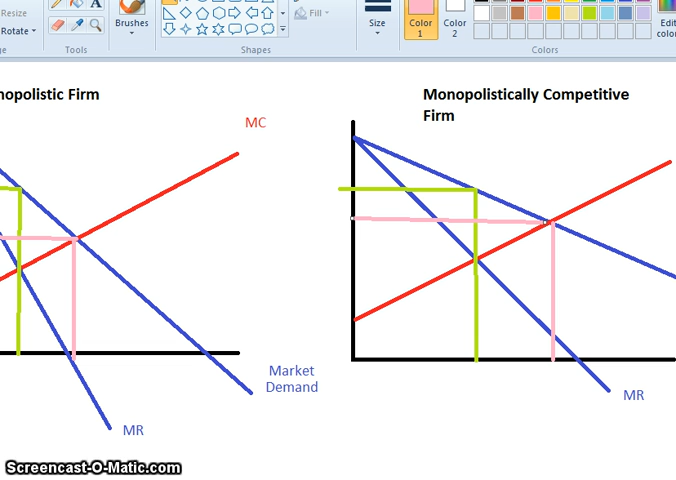 Resize
Rotate
Tools
Brushes
Shapes
Fill
Size
Color
1
Color
2
Colors
Edit
nopolistic Firm
MC
Market
Demand
MR
Monopolistically Competitive
Firm
MR
Screencast-O-Matic.com